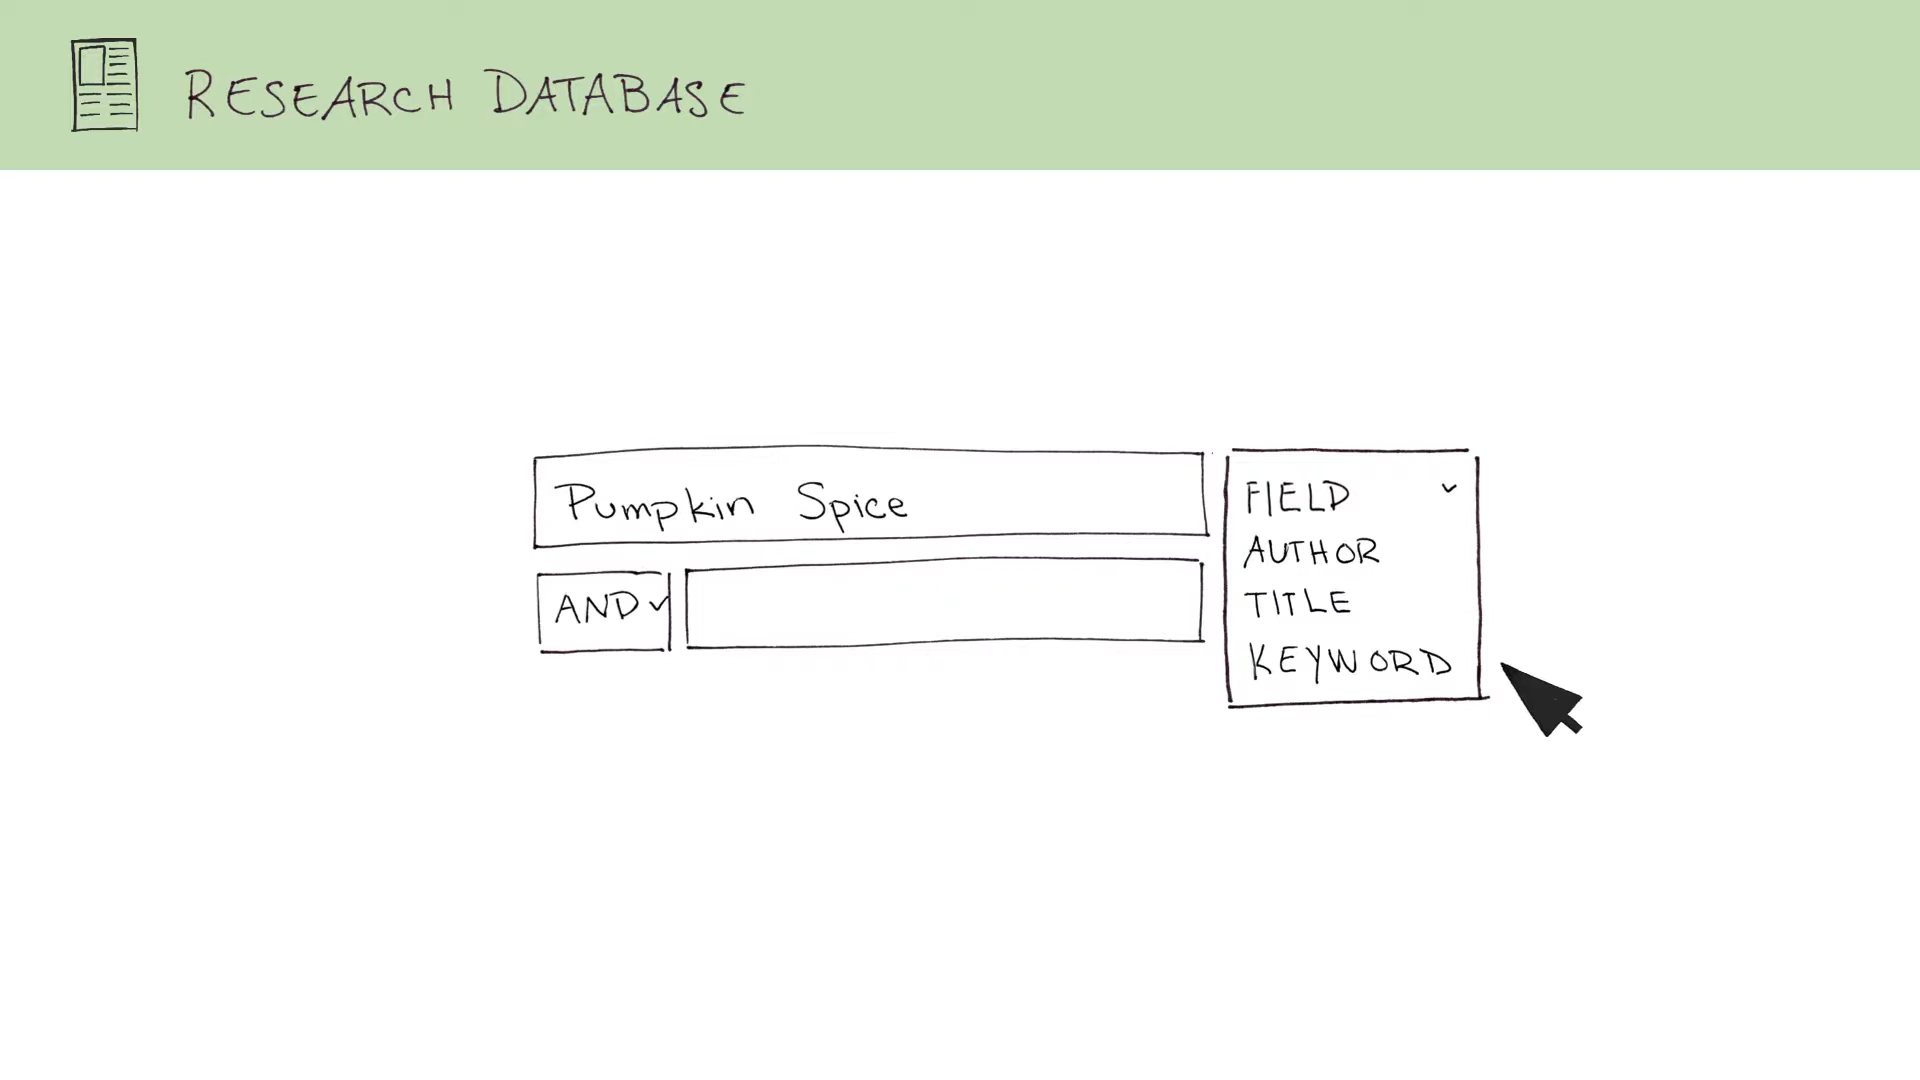 RESEARCH DATABASE
Pumpkin Spice
AND
FIELD
AUTHOR
TITLE
KEYWORD